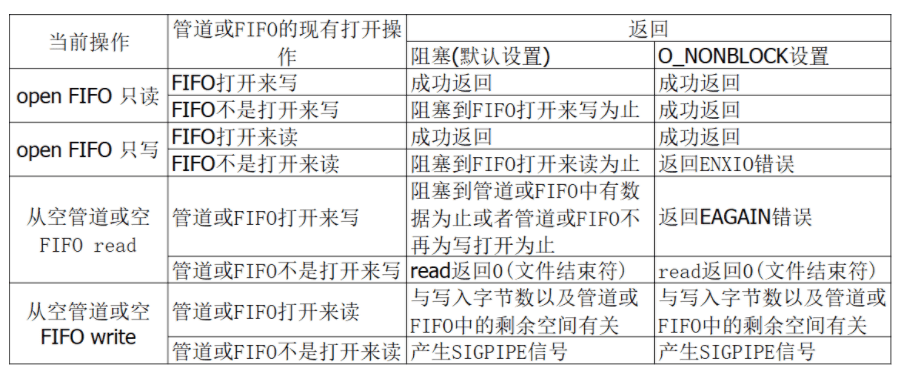 当前操作
管道或FIFO的现有打开操
作
返回
阻塞(默认设置)
O_NONBLOCK设置
open FIFO 只读
FIFO打开来写
成功返回
成功返回
FIFO不是打开来写
阻塞到FIFO打开来写为止
成功返回
open FIFO 只写
FIFO打开来读
成功返回
成功返回
FIFO不是打开来读
阻塞到FIFO打开来读为止
返回ENXIO错误
从空管道或空
FIFO read
管道或FIFO打开来写
阻塞到管道或FIFO中有数
据为止或者管道或FIFO不
再为写打开为止
返回EAGAIN错误
管道或FIFO不是打开来写
read返回0(文件结束符)
read返回0(文件结束符)
从空管道或空
FIFO write
管道或FIFO打开来读
与写入字节数以及管道或
FIFO中的剩余空间有关
与写入字节数以及管道或
FIFO中的剩余空间有关
管道或FIFO不是打开来读
产生SIGPIPE信号
产生SIGPIPE信号